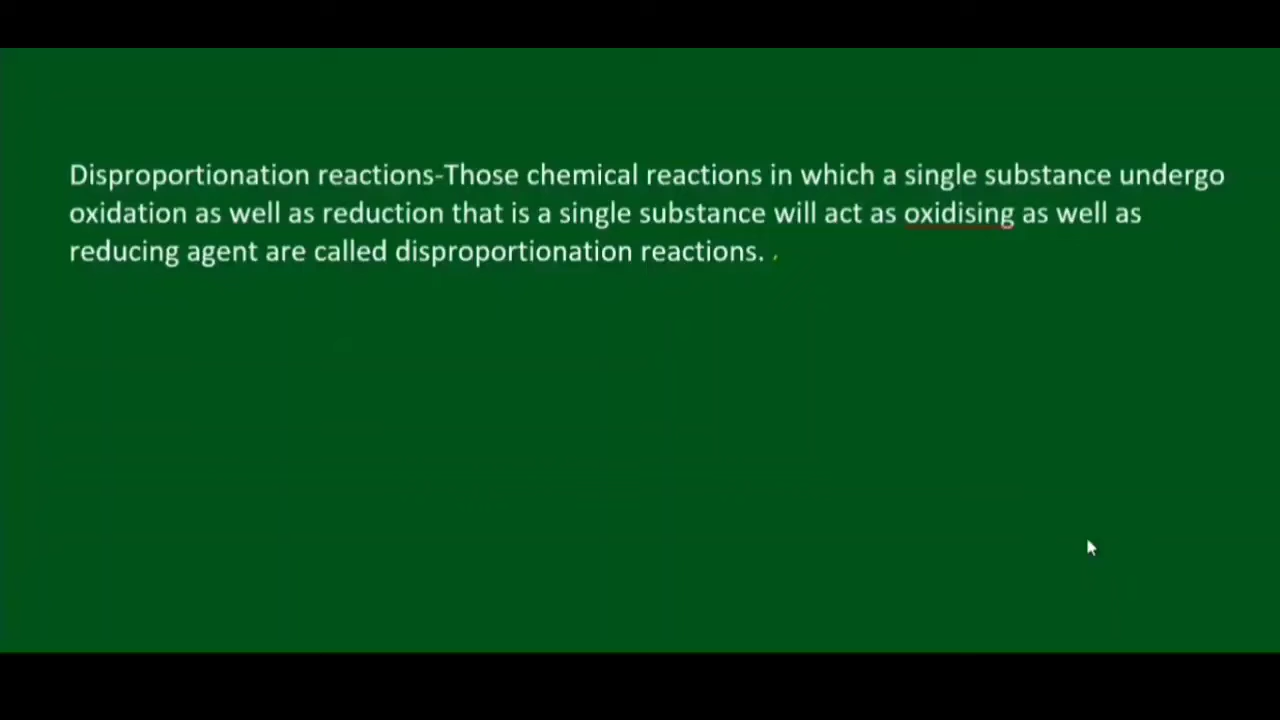 Disproportionation reactions-Those chemical reactions in which a single substance undergo
oxidation as well as reduction that is a single substance will act as oxidising as well as
reducing agent are called disproportionation reactions.